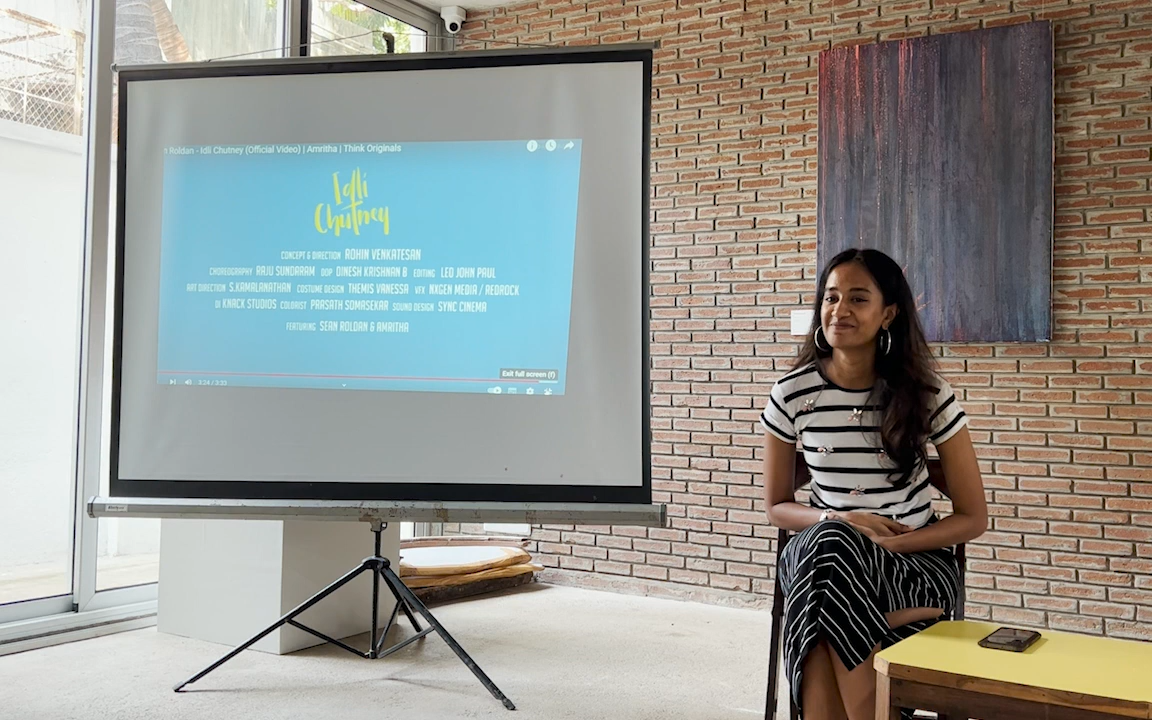 Roldan - Idli Chutney (Official Video) | Amritha | Think Originals
Idli
Chutney
CONCEPT & DIRECTION ROHIN VENKATESAN
CHOREOGRAPHY RAJU SUNDARAM DOP DINESH KRISHNAN B EDITING LEO JOHN PAUL
ART DIRECTION S.KAMALANATHAN COSTUME DESIGN THEMIS VANESSA VFX NXGEN MEDIA / REDROCK
DI KNACK STUDIOS COLORIST PRASATH SOMASEKAR SOUND DESIGN SYNC CINEMA
FEATURING SEAN ROLDAN & AMRITHA
Exit full screen (f)